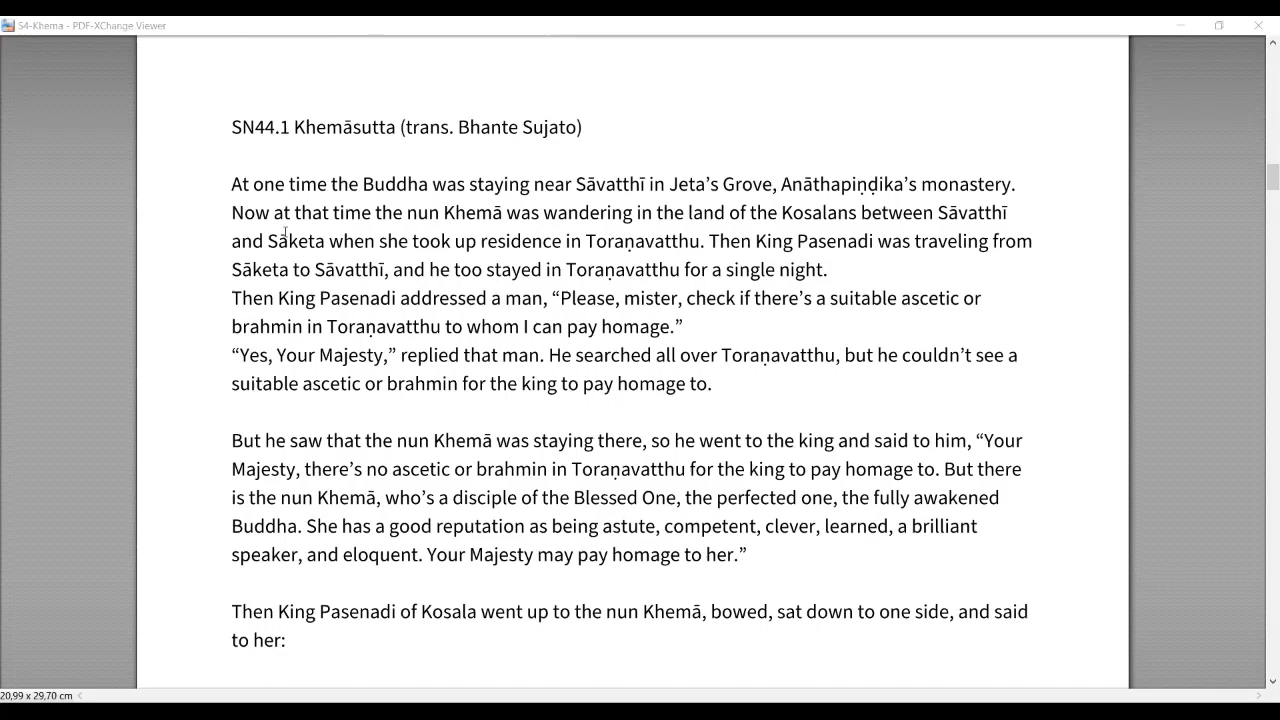 S4-Khema - PDF-XChange Viewer
SN44.1 Khemāsutta (trans. Bhante Sujato)
At one time the Buddha was staying near Sāvatthī in Jeta’s Grove, Anāthapiṇḍika’s monastery.
Now at that time the nun Khemā was wandering in the land of the Kosalans between Sāvatthī
and Sāketa when she took up residence in Toraṇavatthu. Then King Pasenadi was traveling from
Sāketa to Sāvatthī, and he too stayed in Toraṇavatthu for a single night.
Then King Pasenadi addressed a man, “Please, mister, check if there’s a suitable ascetic or
brahmin in Toraṇavatthu to whom I can pay homage.”
“Yes, Your Majesty,” replied that man. He searched all over Toraṇavatthu, but he couldn’t see a
suitable ascetic or brahmin for the king to pay homage to.
But he saw that the nun Khemā was staying there, so he went to the king and said to him, “Your
Majesty, there’s no ascetic or brahmin in Toraṇavatthu for the king to pay homage to. But there
is the nun Khemā, who’s a disciple of the Blessed One, the perfected one, the fully awakened
Buddha. She has a good reputation as being astute, competent, clever, learned, a brilliant
speaker, and eloquent. Your Majesty may pay homage to her.”
Then King Pasenadi of Kosala went up to the nun Khemā, bowed, sat down to one side, and said
to her:
20,99 x 29,70 cm